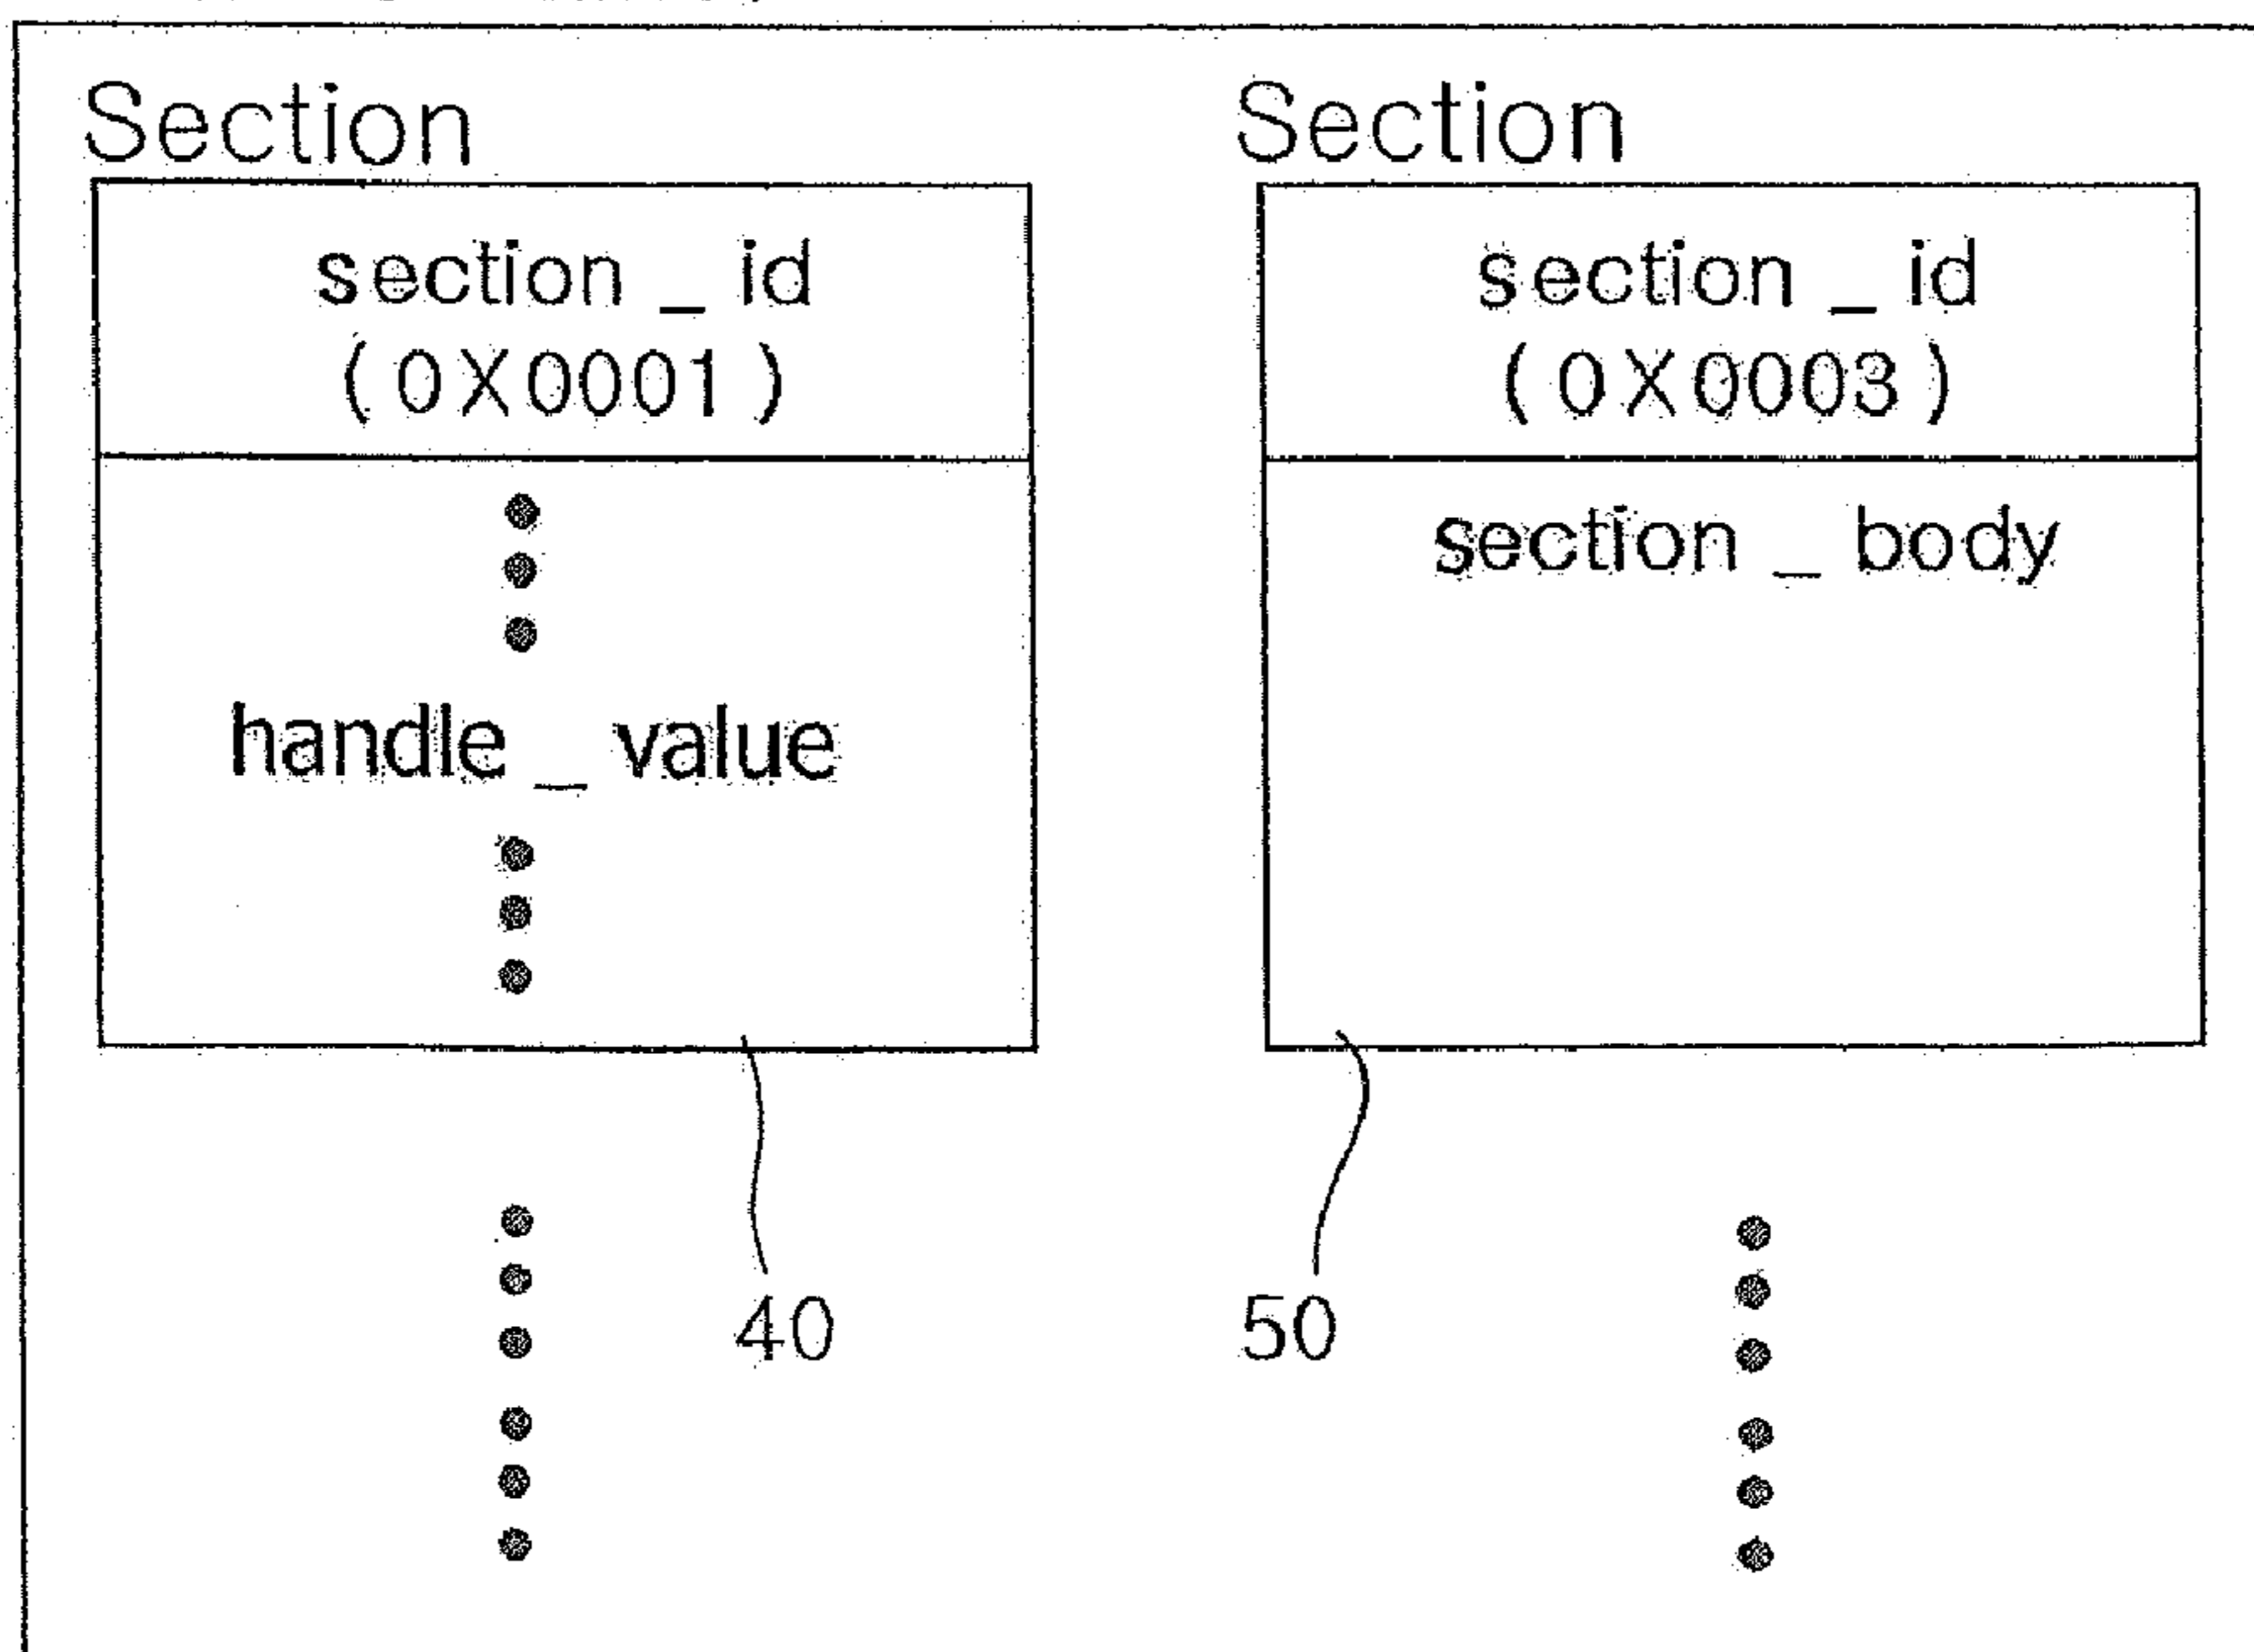 Section
section _ id
(0X0001)
handle _ value
40
Section
section _ id
(0X0003)
section _ body
50